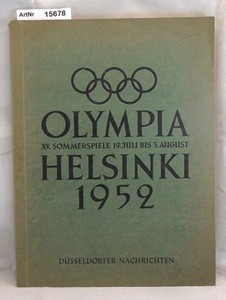 ArtNr 15678
OLYMPIA
XV. SOMMERSPIELE 19. JULI BIS 3. AUGUST
HELSINKI
1952
DÜSSELDORFER NACHRICHTEN